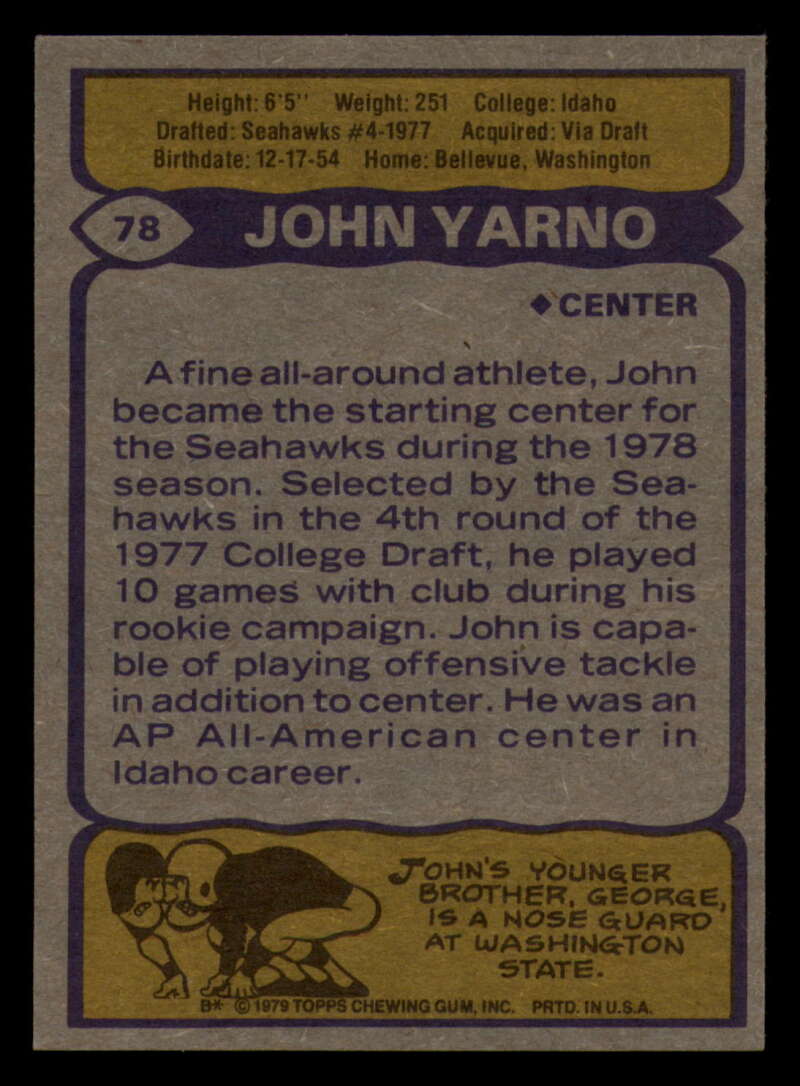 Height: 6'5" Weight: 251 College: Idaho
Drafted: Seahawks #4-1977 Acquired: Via Draft
Birthdate: 12-17-54 Home: Bellevue, Washington
78 JOHN YARNO
◆CENTER
A fine all-around athlete, John
became the starting center for
the Seahawks during the 1978
season. Selected by the Sea-
hawks in the 4th round of the
1977 College Draft, he played
10 games with club during his
rookie campaign. John is capa-
ble of playing offensive tackle
in addition to center. He was an
AP All-American center in
Idaho career.
JOHN'S YOUNGER
BROTHER, GEORGE,
IS A NOSE GUARD
AT WASHINGTON
STATE.
B* © 1979 TOPPS CHEWING GUM, INC. PRTD. IN U.S.A.